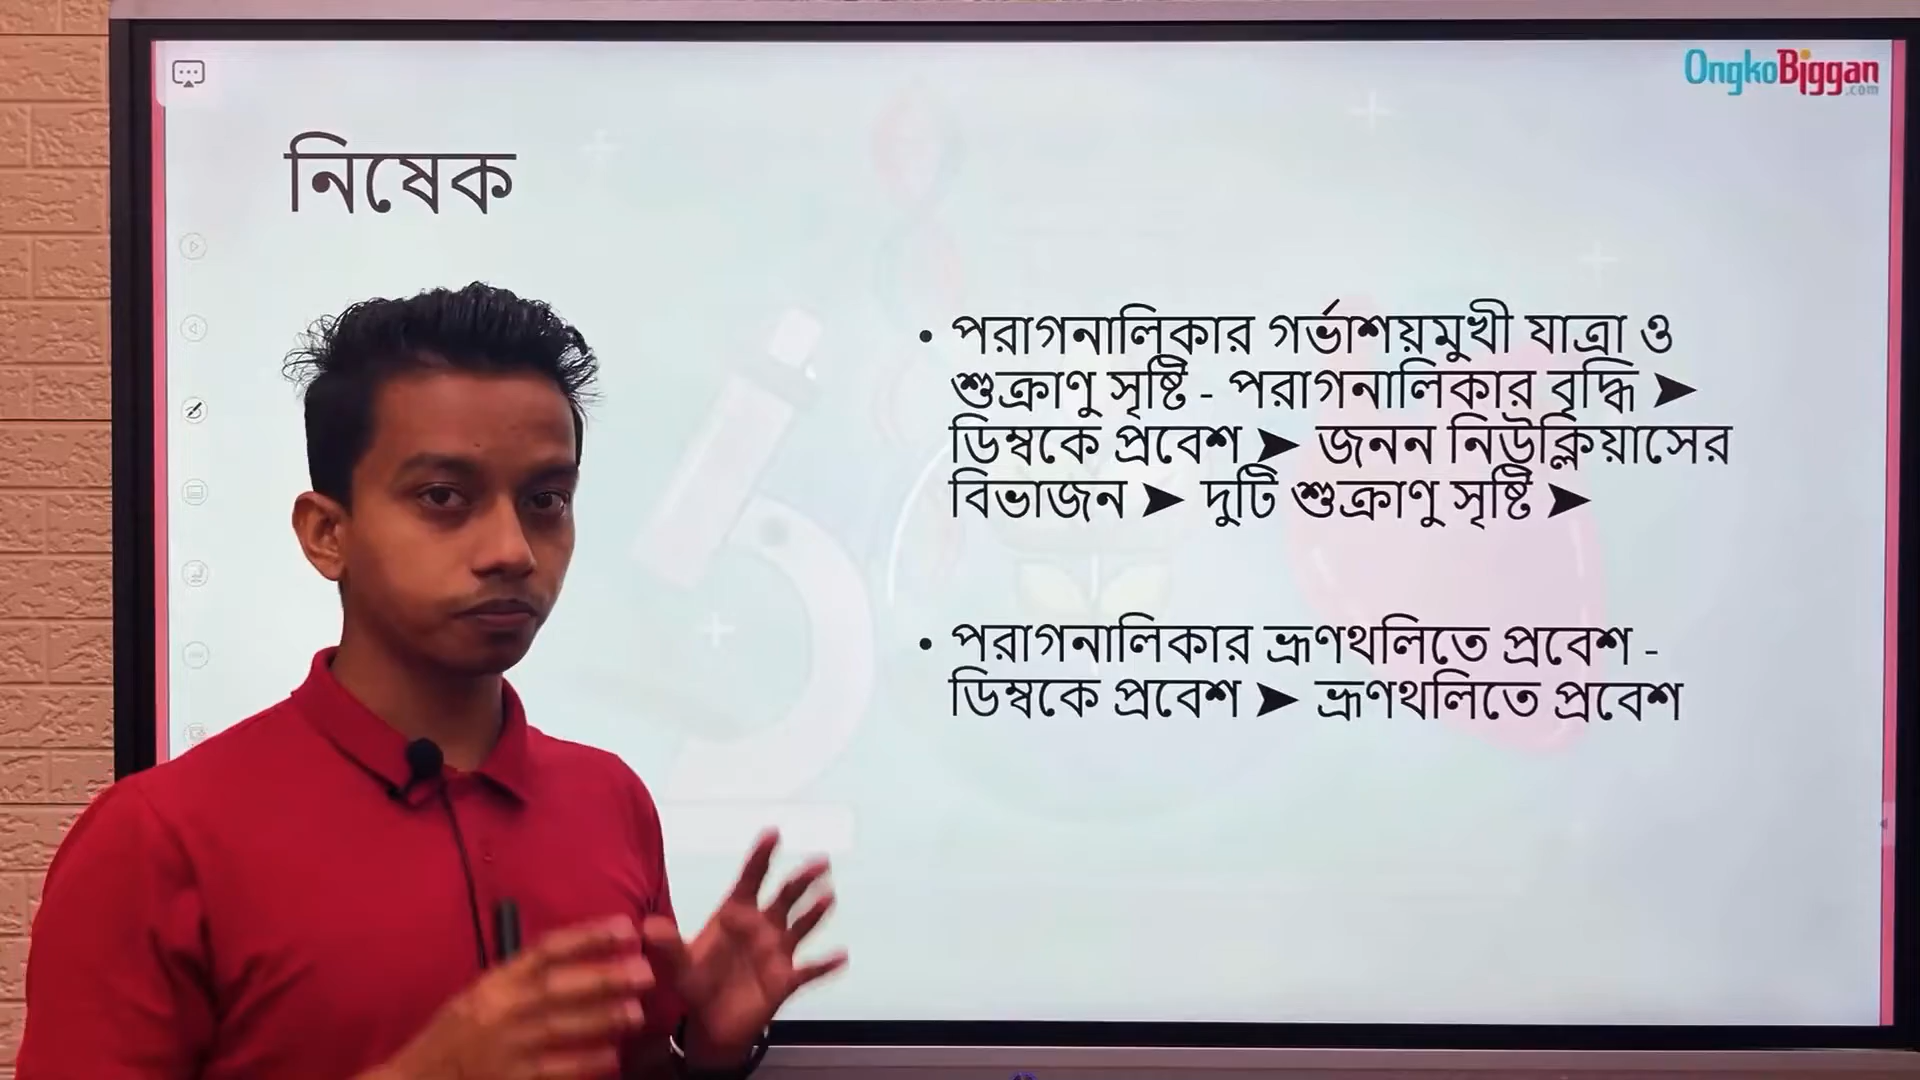 OngkoBiggan
.com
নিষেক
• পরাগনালিকার গর্ভাশয়মুখী যাত্রা ও
শুক্রাণু সৃষ্টি - পরাগনালিকার বৃদ্ধি ➤
ডিম্বকে প্রবেশ ➤ জনন নিউক্লিয়াসের
বিভাজন ➤ দুটি শুক্রাণু সৃষ্টি ➤
• পরাগনালিকার ভ্রূণথলিতে প্রবেশ -
ডিম্বকে প্রবেশ ➤ ভ্রূণথলিতে প্রবেশ